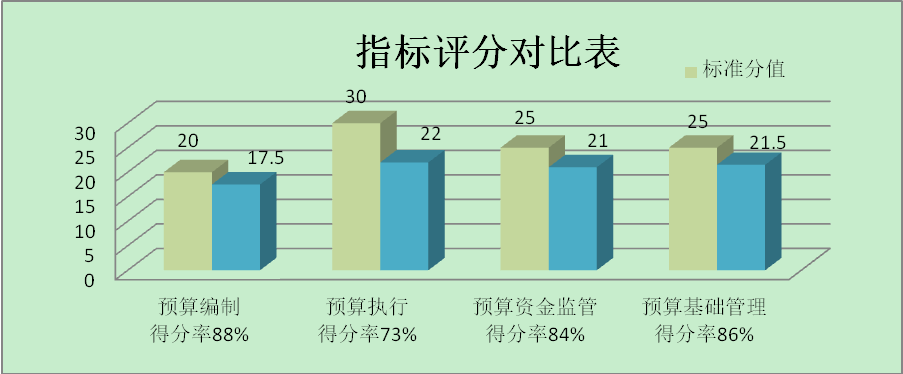 指标评分对比表
标准分值
30
25
20
15
10
5
0
20
17.5
30
22
25
21
25
21.5
预算编制
得分率88%
预算执行
得分率73%
预算资金监管
得分率84%
预算基础管理
得分率86%